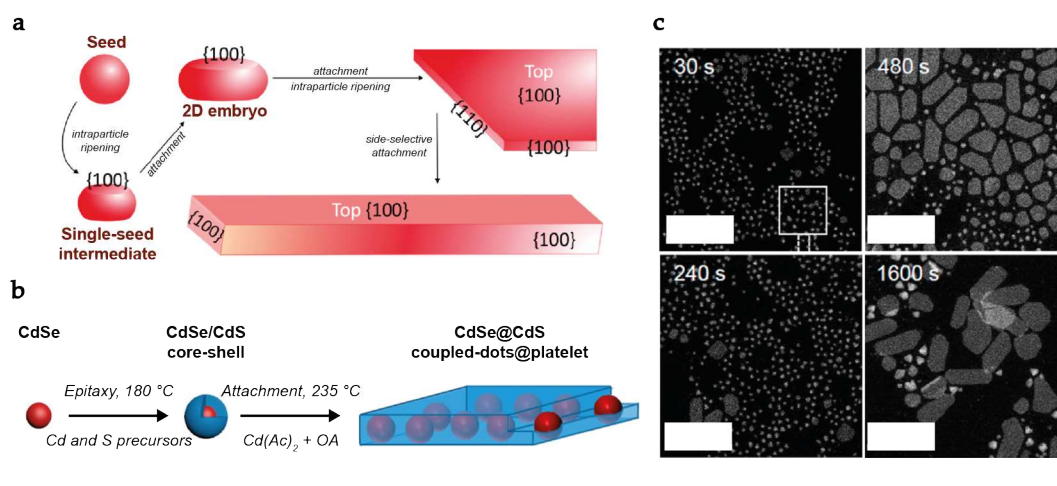 a
Seed
{100}
2D embryo
attachment
intraparticle ripening
Top
{100}
{110}
{100}
intraparticle
ripening
attachment
{100}
Single-seed
intermediate
side-selective
attachment
Top {100}
{100}
{100}
b
CdSe
CdSe/CdS
core-shell
CdSe@CdS
coupled-dots@platelet
Epitaxy, 180 °C
Cd and S precursors
Attachment, 235 °C
Cd(Ac)₂ + OA
c
30 s
480 s
240 s
1600 s